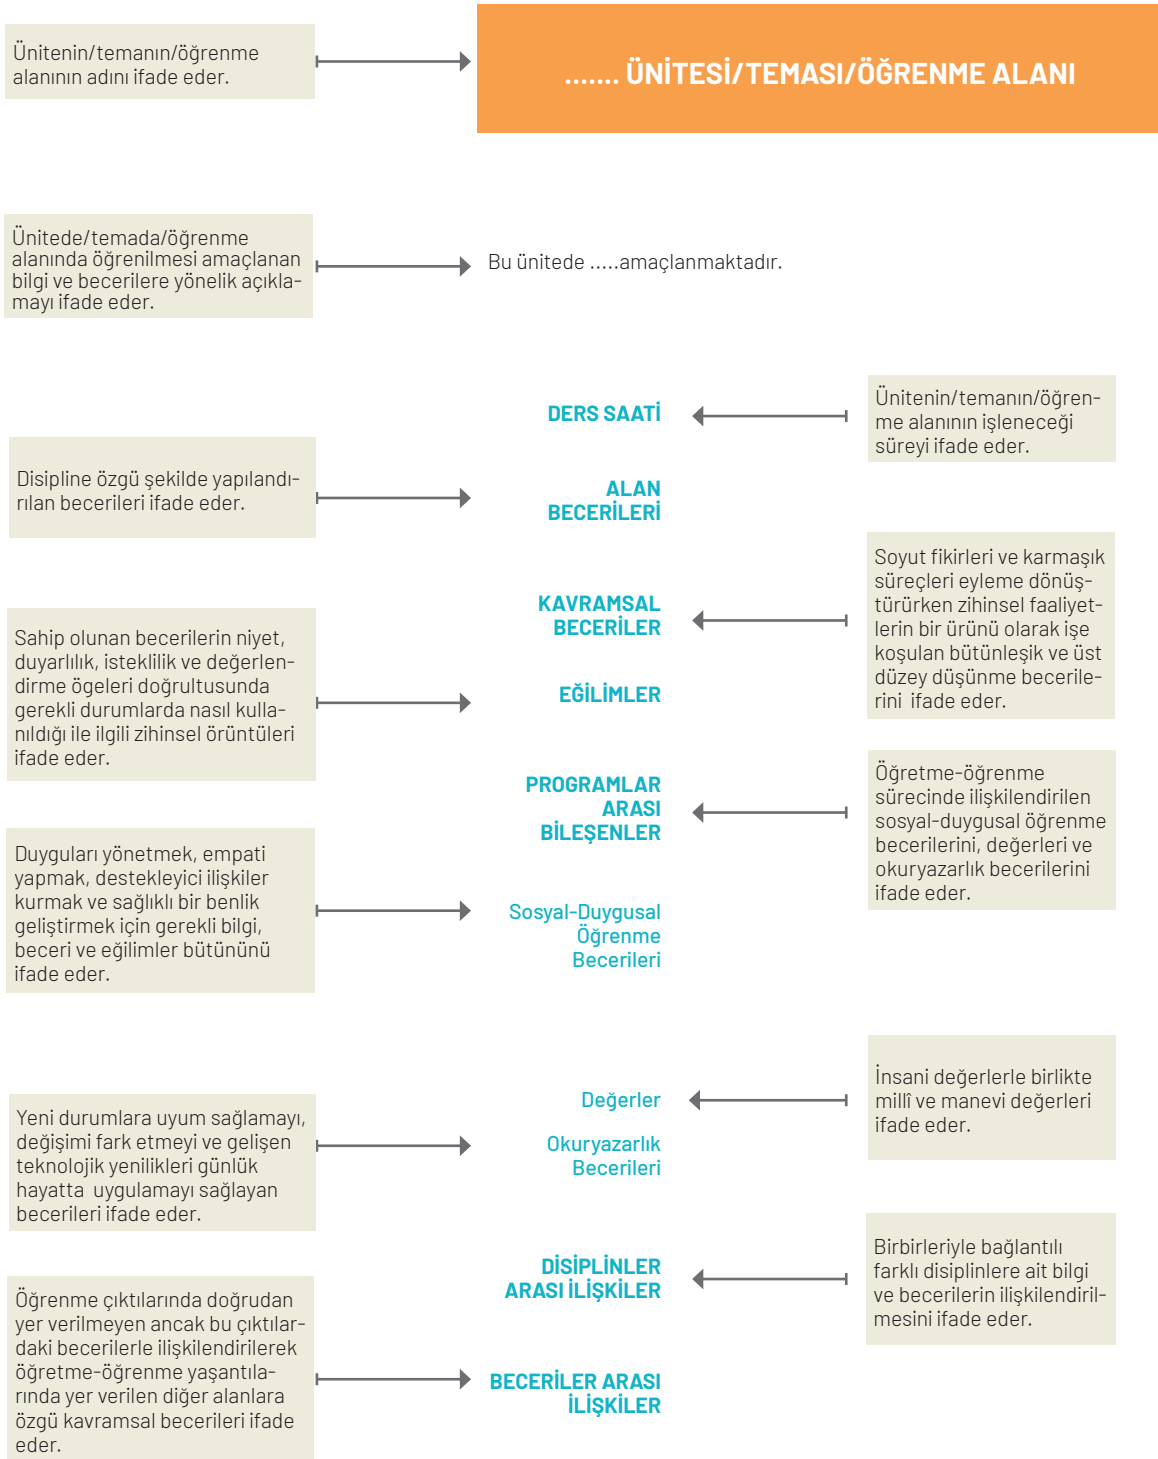 Ünitenin/temanın/öğrenme
alanının adını ifade eder.
....... ÜNİTESİ/TEMASI/ÖĞRENME ALANI
Ünitede/temada/öğrenme
alanında öğrenilmesi amaçlanan
bilgi ve becerilere yönelik açıkla-
mayı ifade eder.
Bu ünitede .....amaçlanmaktadır.
DERS SAATİ
Ünitenin/temanın/öğren-
me alanının işleneceği
süreyi ifade eder.
Disipline özgü şekilde yapılandı-
rılan becerileri ifade eder.
ALAN
BECERİLERİ
KAVRAMSAL
BECERİLER
Soyut fikirleri ve karmaşık
süreçleri eyleme dönüş-
türürken zihinsel faaliyet-
lerin bir ürünü olarak işe
koşulan bütünleşik ve üst
düzey düşünme becerile-
rini  ifade eder.
Sahip olunan becerilerin niyet,
duyarlılık, isteklilik ve değerlen-
dirme ögeleri doğrultusunda
gerekli durumlarda nasıl kulla-
nıldığı ile ilgili zihinsel örüntüleri
ifade eder.
EĞİLİMLER
PROGRAMLAR
ARASI
BİLEŞENLER
Öğretme-öğrenme
sürecinde ilişkilendirilen
sosyal-duygusal öğrenme
becerilerini, değerleri ve
okuryazarlık becerilerini
ifade eder.
Duyguları yönetmek, empati
yapmak, destekleyici ilişkiler
kurmak ve sağlıklı bir benlik
geliştirmek için gerekli bilgi,
beceri ve eğilimler bütününü
ifade eder.
Sosyal-Duygusal
Öğrenme
Becerileri
Değerler
İnsani değerlerle birlikte
millî ve manevi değerleri
ifade eder.
Yeni durumlara uyum sağlamayı,
değişimi fark etmeyi ve gelişen
teknolojik yenilikleri günlük
hayatta  uygulamayı sağlayan
becerileri ifade eder.
Okuryazarlık
Becerileri
DİSİPLİNLER
ARASI İLİŞKİLER
Birbirleriyle bağlantılı
farklı disiplinlere ait bilgi
ve becerilerin ilişkilendiril-
mesini ifade eder.
Öğrenme çıktılarında doğrudan
yer verilmeyen ancak bu çıktılar-
daki becerilerle ilişkilendirilerek
öğretme-öğrenme yaşantıla-
rında yer verilen diğer alanlara
özgü kavramsal becerileri ifade
eder.
BECERİLER ARASI
İLİŞKİLER